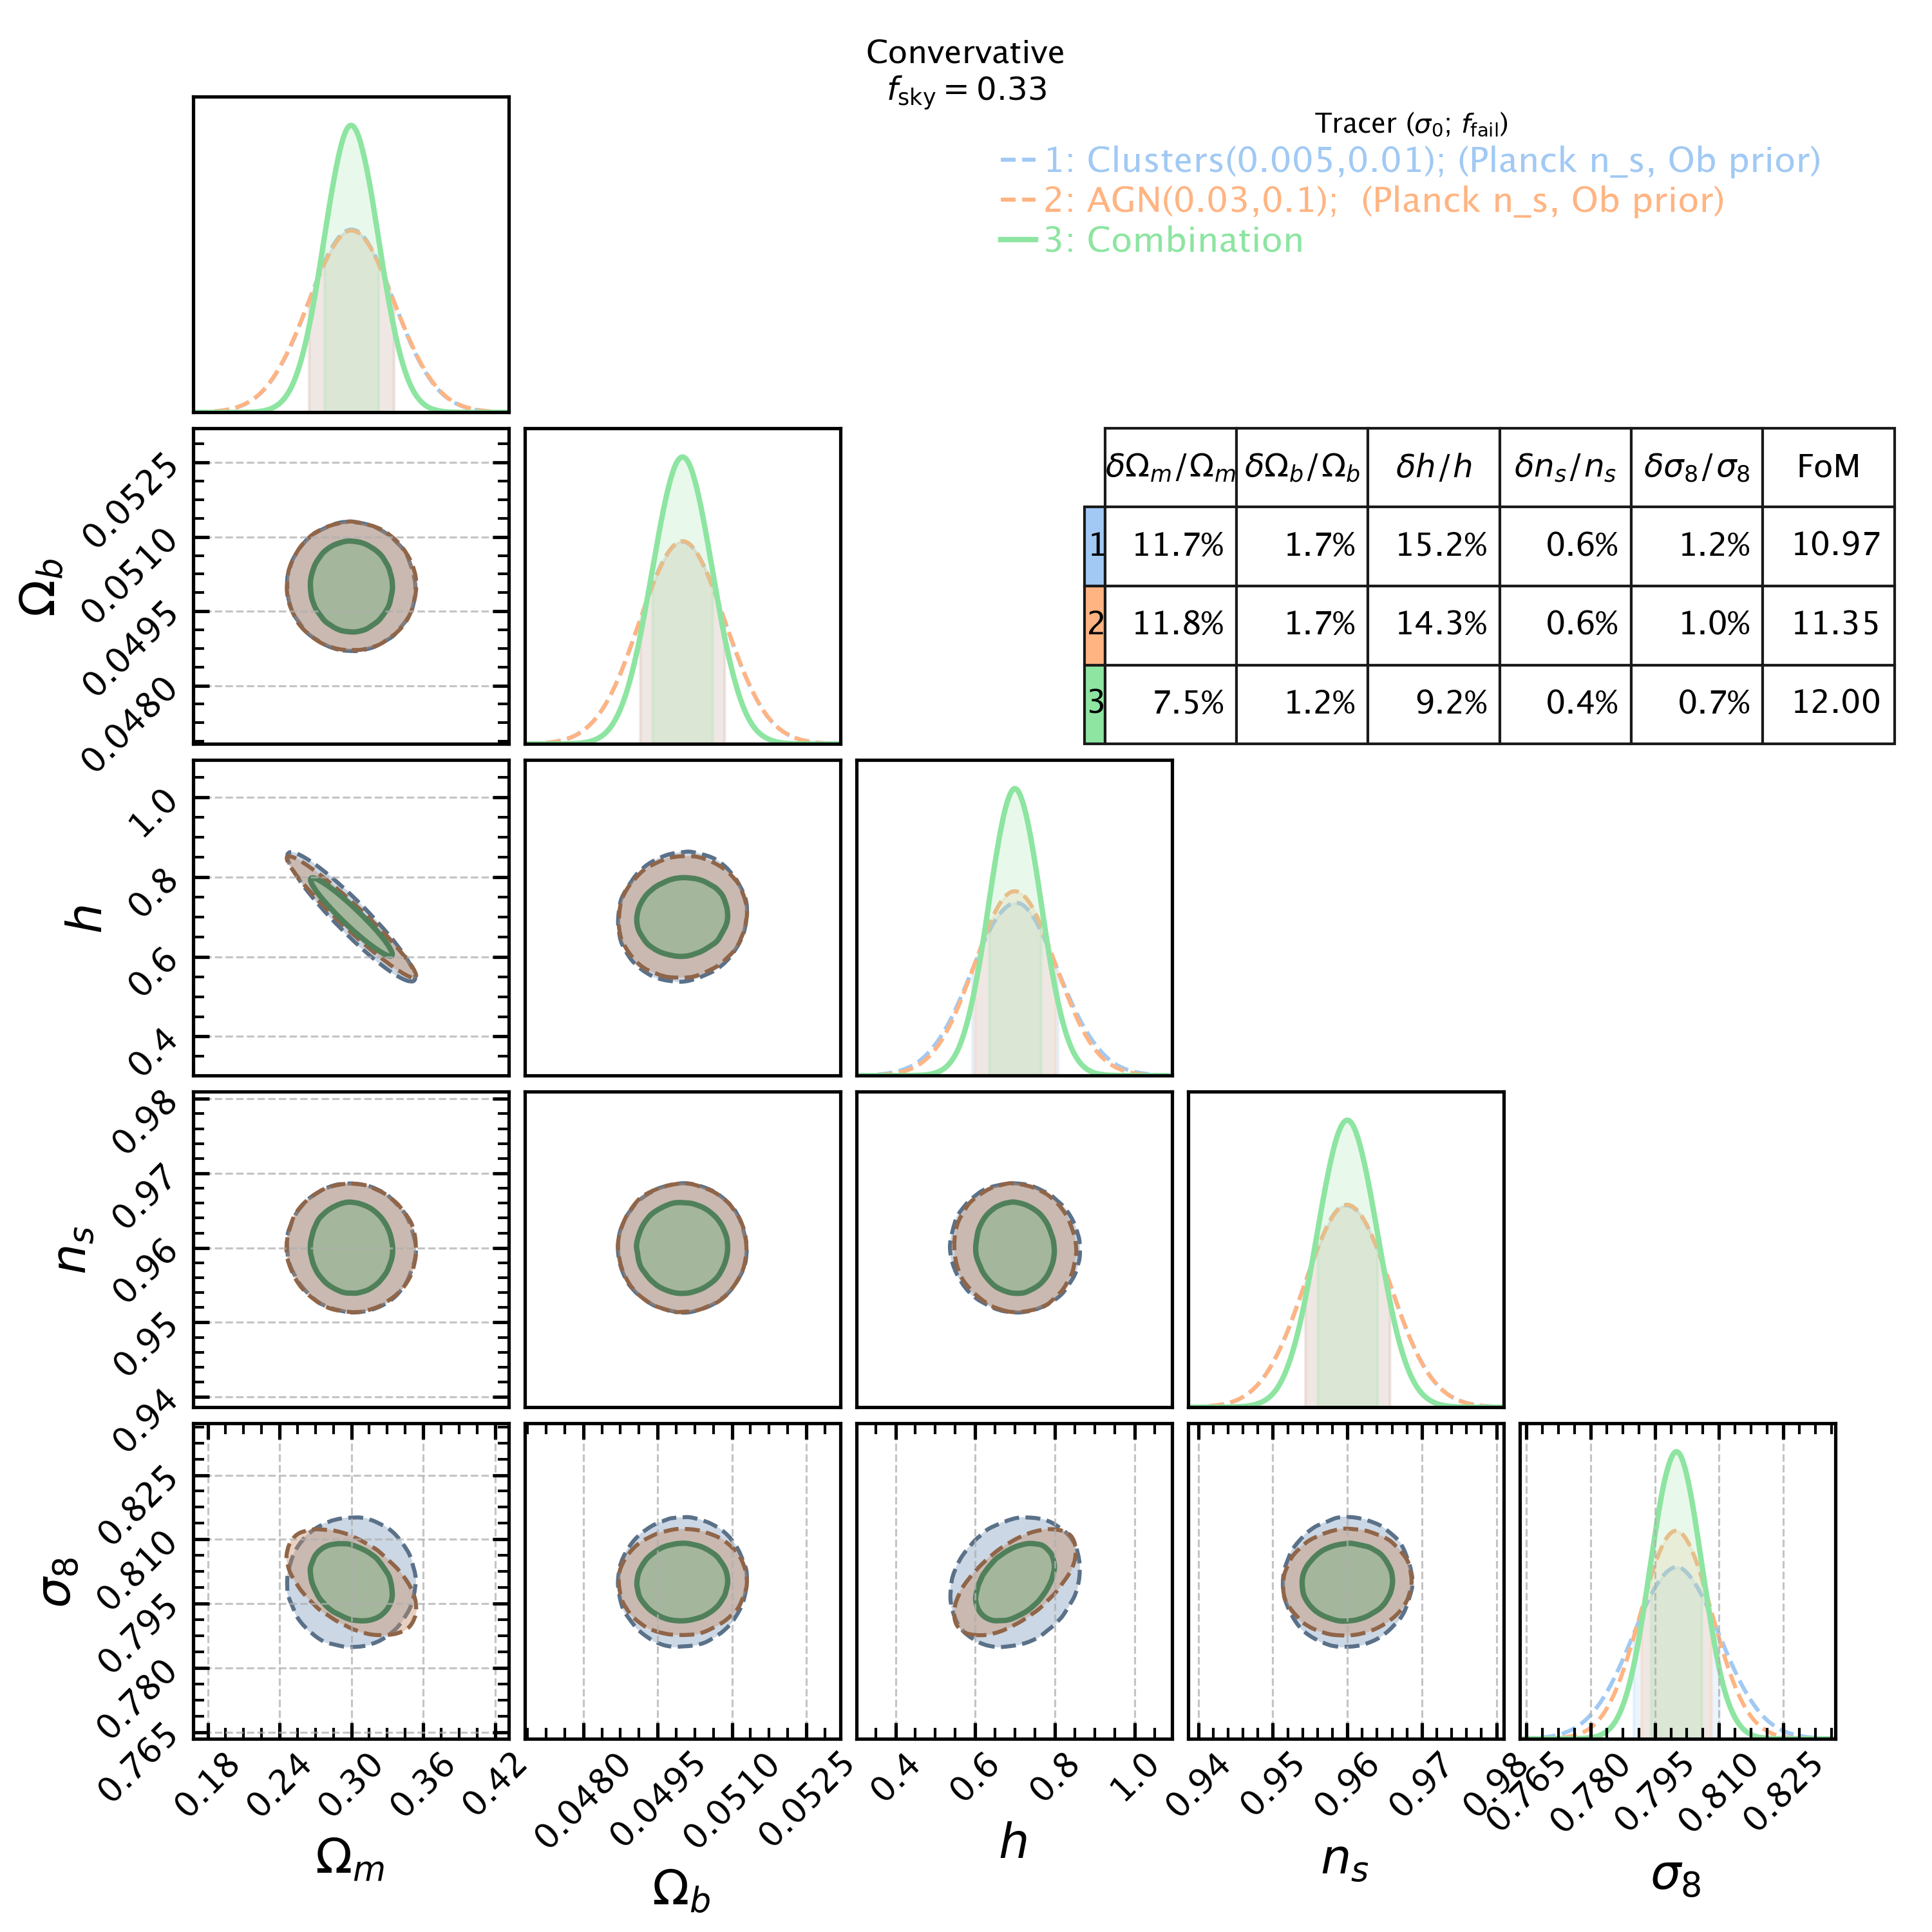 Convervative
f_sky = 0.33
Tracer (σ₀; f_fail)
1: Clusters(0.005,0.01); (Planck n_s, Ob prior)
2: AGN(0.03,0.1);  (Planck n_s, Ob prior)
3: Combination
δΩ_m/Ω_m δΩ_b/Ω_b δh/h δn_s/n_s δσ₈/σ₈ FoM
1 11.7% 1.7% 15.2% 0.6% 1.2% 10.97
2 11.8% 1.7% 14.3% 0.6% 1.0% 11.35
3 7.5% 1.2% 9.2% 0.4% 0.7% 12.00
Ω_b
0.0525
0.0510
0.0495
0.0480
h
1.0
0.8
0.6
0.4
n_s
0.98
0.97
0.96
0.95
0.94
σ₈
0.825
0.810
0.795
0.780
0.765
0.18 0.24 0.30 0.36 0.42
Ω_m
0.0480 0.0495 0.0510 0.0525
Ω_b
0.4 0.6 0.8 1.0
h
0.94 0.95 0.96 0.97 0.98
n_s
0.765 0.780 0.795 0.810 0.825
σ₈